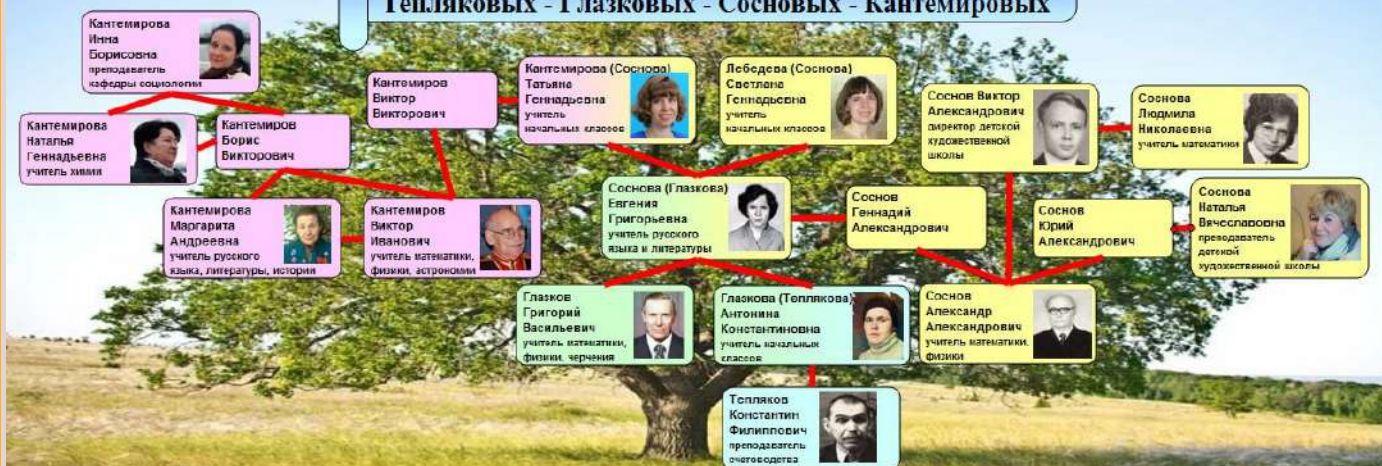 Тепляковых - Глазковых - Сосновых - Кантемировых
Кантемирова
Инна
Борисовна
преподаватель
кафедры социологии
Кантемирова
Наталья
Геннадьевна
учитель химии
Кантемиров
Борис
Викторович
Кантемиров
Виктор
Викторович
Кантемирова (Соснова)
Татьяна
Геннадьевна
учитель
начальных классов
Лебедева (Соснова)
Светлана
Геннадьевна
учитель
начальных классов
Соснов Виктор
Александрович
директор детской
художественной
школы
Соснова
Людмила
Николаевна
учитель математики
Кантемирова
Маргарита
Андреевна
учитель русского
языка, литературы, истории
Кантемиров
Виктор
Иванович
учитель математики,
физики, астрономии
Соснова (Глазкова)
Евгения
Григорьевна
учитель русского
языка и литературы
Соснов
Геннадий
Александрович
Соснов
Юрий
Александрович
Соснова
Наталья
Вячеславовна
преподаватель
детской
художественной школы
Глазков
Григорий
Васильевич
учитель математики,
физики, черчения
Глазкова (Теплякова)
Антонина
Константиновна
учитель начальных
классов
Соснов
Александр
Александрович
учитель математики,
физики
Тепляков
Константин
Филиппович
преподаватель
счетоводства